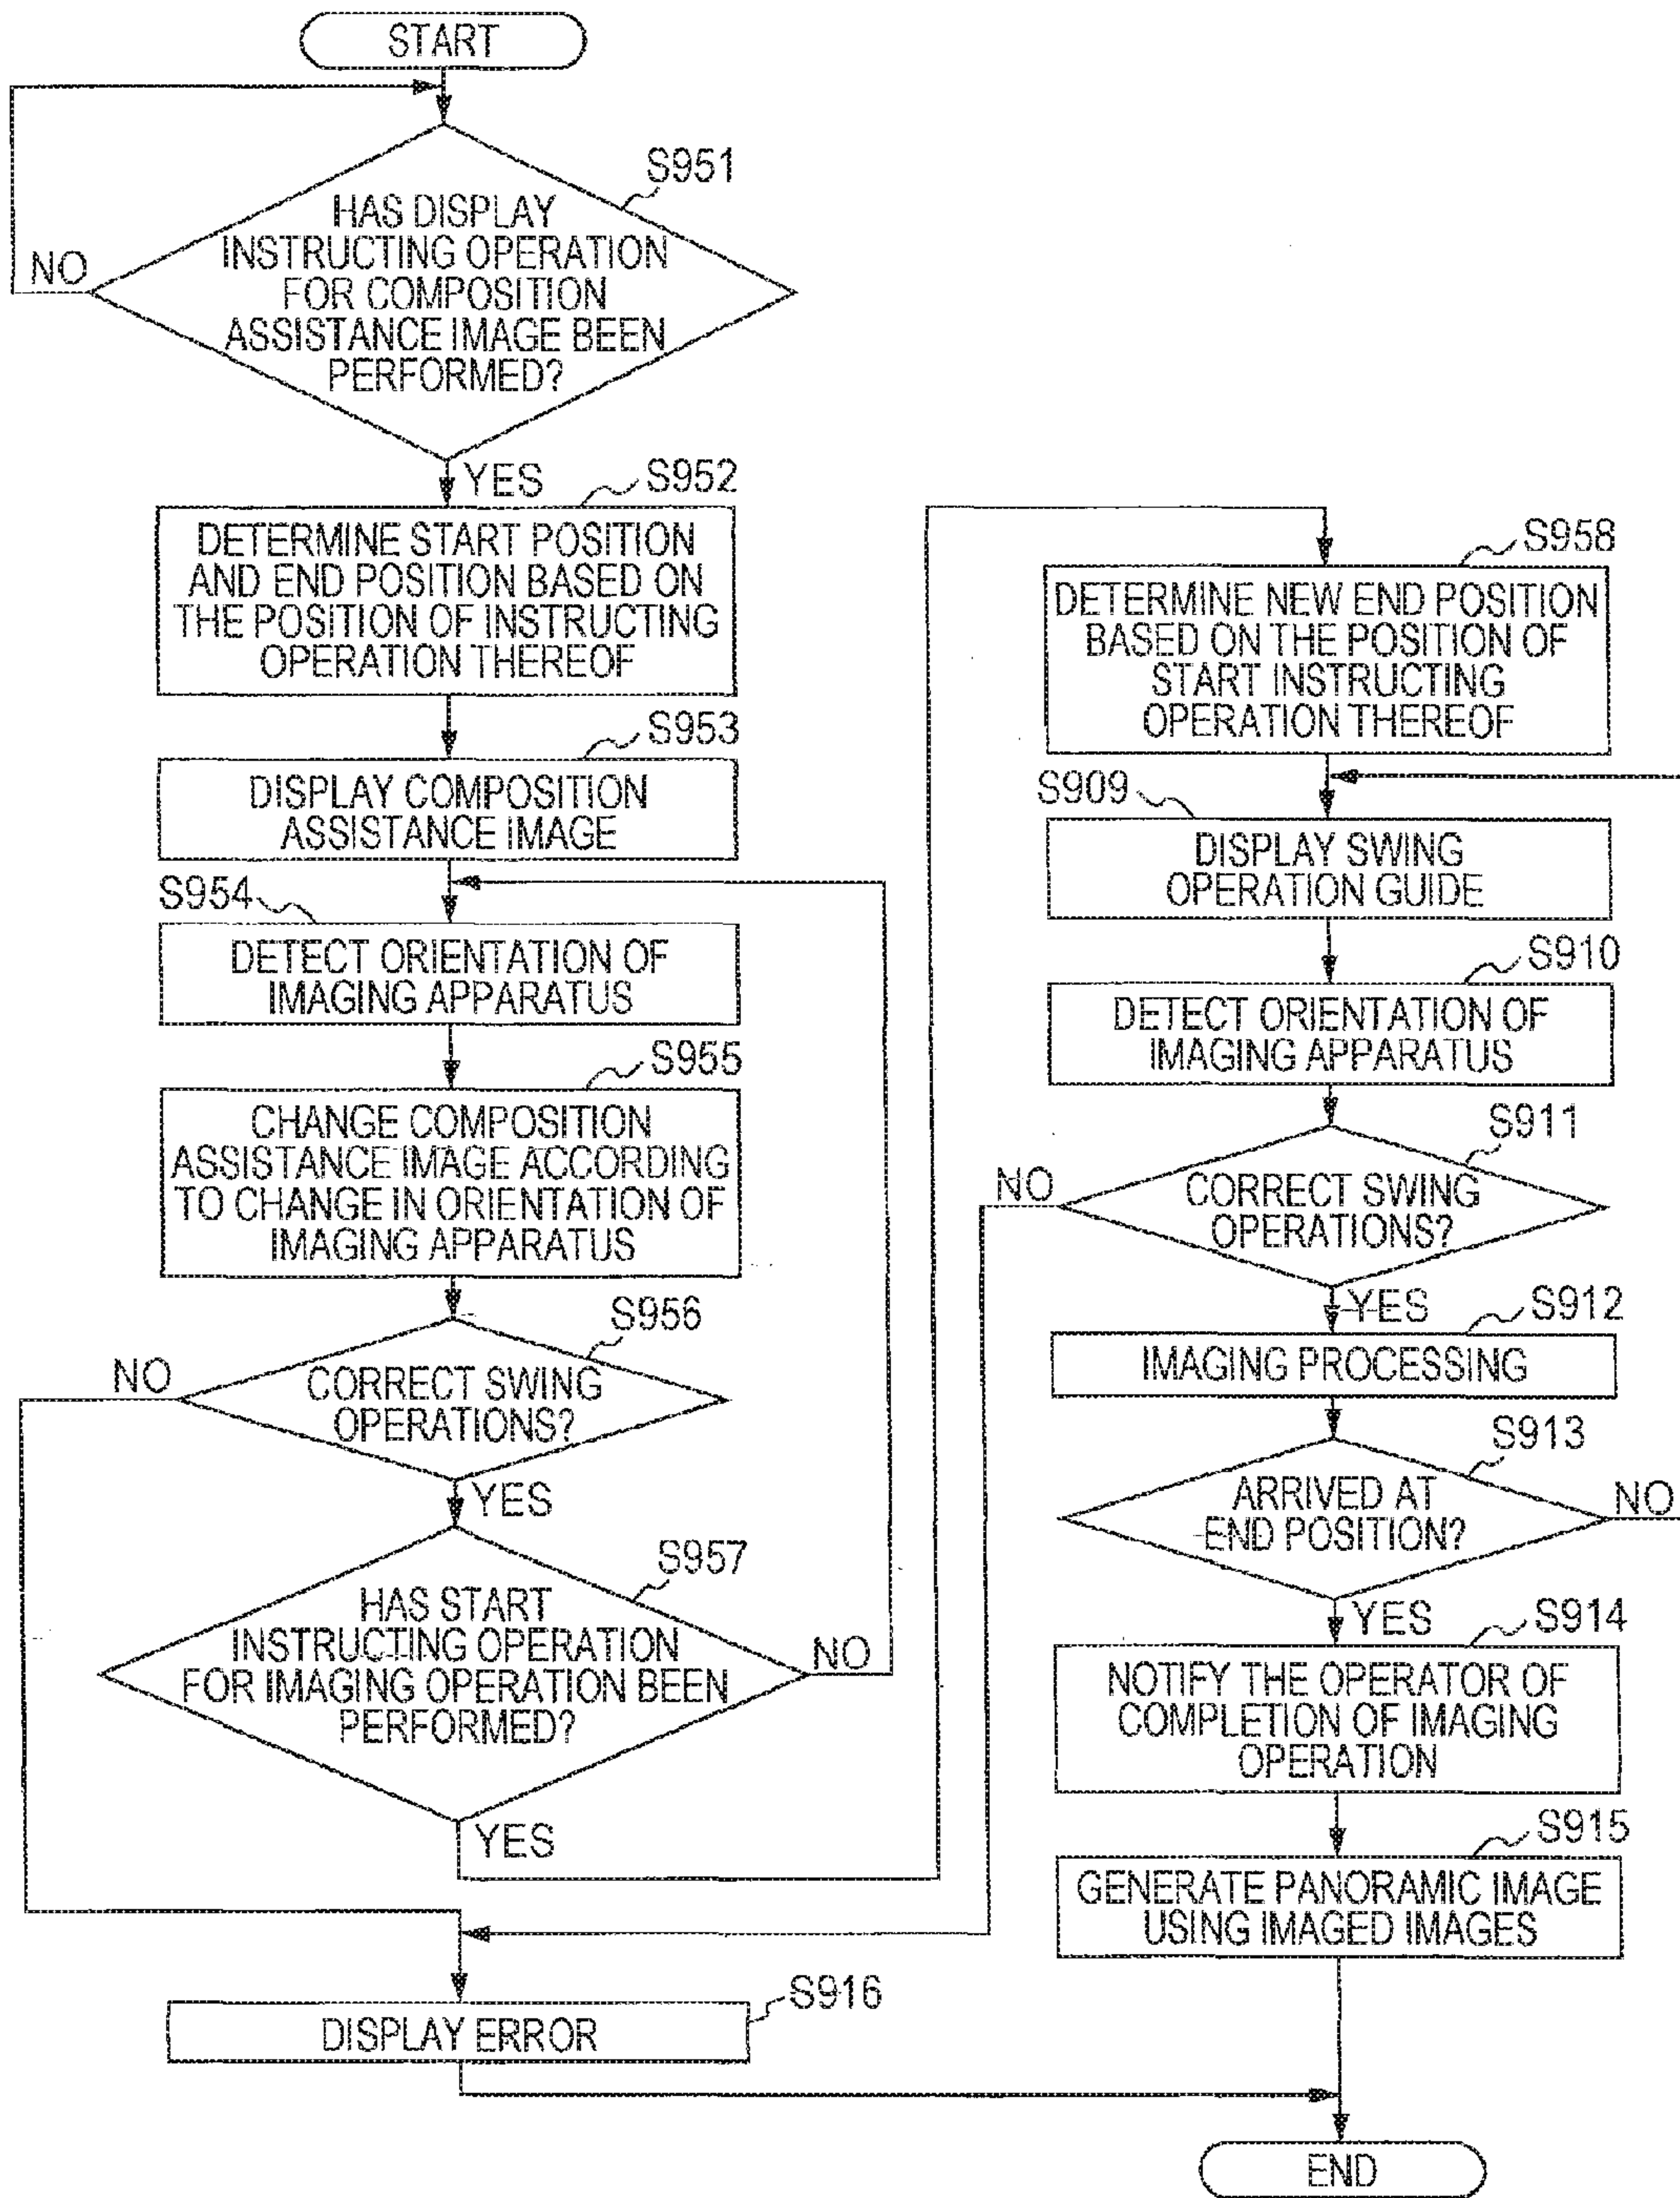 START
S951
HAS DISPLAY
INSTRUCTING OPERATION
FOR COMPOSITION
ASSISTANCE IMAGE BEEN
PERFORMED?
NO
YES
S952
DETERMINE START POSITION
AND END POSITION BASED ON
THE POSITION OF INSTRUCTING
OPERATION THEREOF
S953
DISPLAY COMPOSITION
ASSISTANCE IMAGE
S954
DETECT ORIENTATION OF
IMAGING APPARATUS
S955
CHANGE COMPOSITION
ASSISTANCE IMAGE ACCORDING
TO CHANGE IN ORIENTATION OF
IMAGING APPARATUS
S956
CORRECT SWING
OPERATIONS?
NO
YES
S957
HAS START
INSTRUCTING OPERATION
FOR IMAGING OPERATION BEEN
PERFORMED?
NO
YES
S958
DETERMINE NEW END POSITION
BASED ON THE POSITION OF
START INSTRUCTING
OPERATION THEREOF
S909
DISPLAY SWING
OPERATION GUIDE
S910
DETECT ORIENTATION OF
IMAGING APPARATUS
S911
CORRECT SWING
OPERATIONS?
NO
YES
S912
IMAGING PROCESSING
S913
ARRIVED AT
END POSITION?
NO
YES
S914
NOTIFY THE OPERATOR OF
COMPLETION OF IMAGING
OPERATION
S915
GENERATE PANORAMIC IMAGE
USING IMAGED IMAGES
S916
DISPLAY ERROR
END